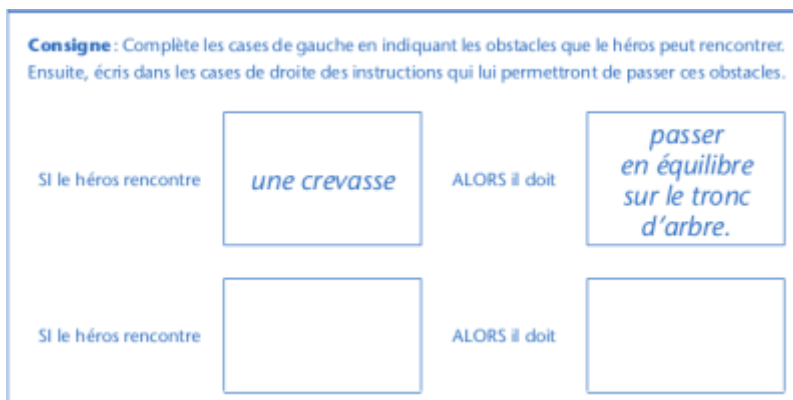 Consigne : Complète les cases de gauche en indiquant les obstacles que le héros peut rencontrer.
Ensuite, écris dans les cases de droite des instructions qui lui permettront de passer ces obstacles.
SI le héros rencontre
une crevasse
ALORS il doit
passer
en équilibre
sur le tronc
d'arbre.
SI le héros rencontre
ALORS il doit